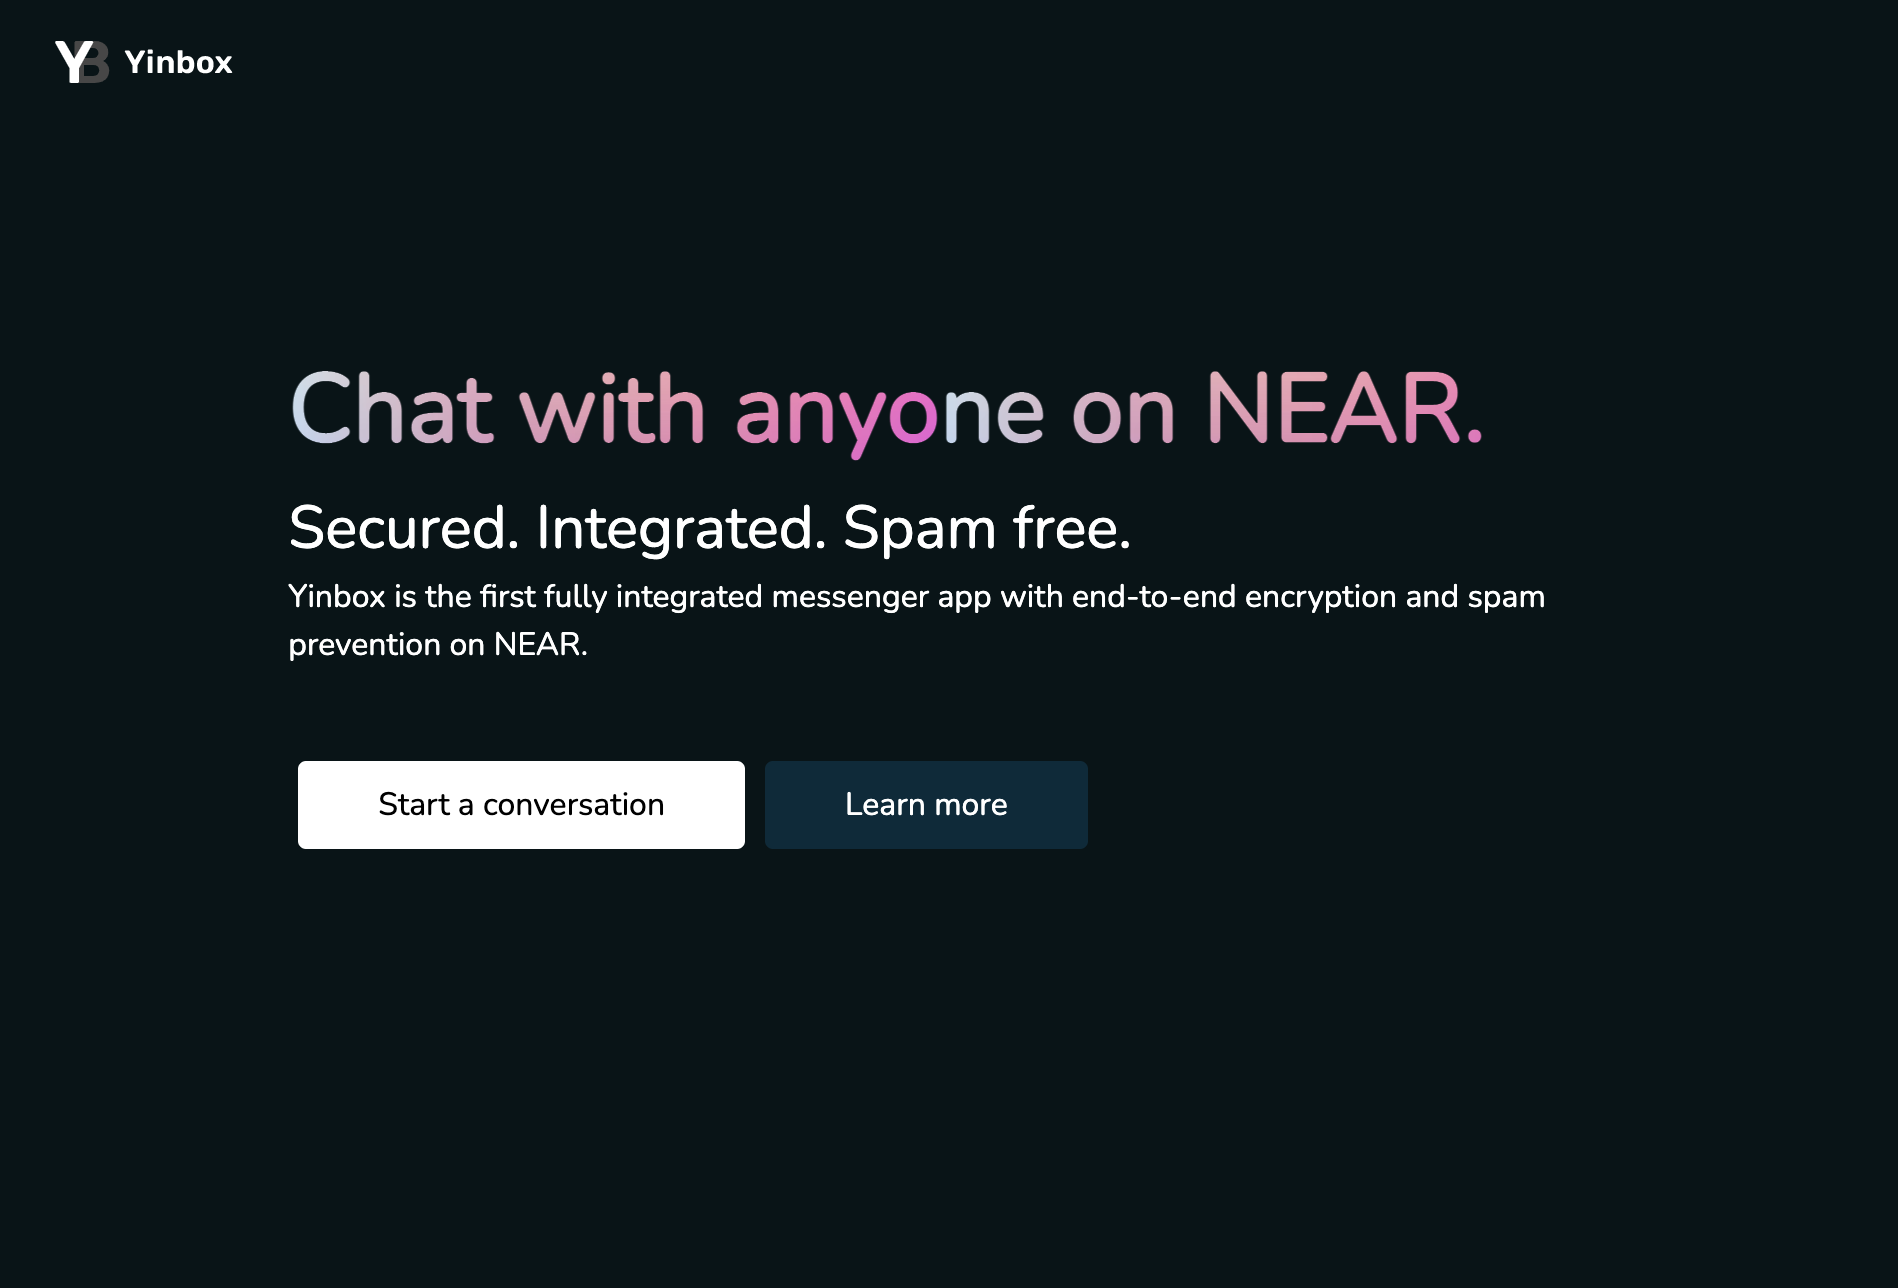 YB Yinbox
Chat with anyone on NEAR.
Secured. Integrated. Spam free.
Yinbox is the first fully integrated messenger app with end-to-end encryption and spam
prevention on NEAR.
Start a conversation
Learn more